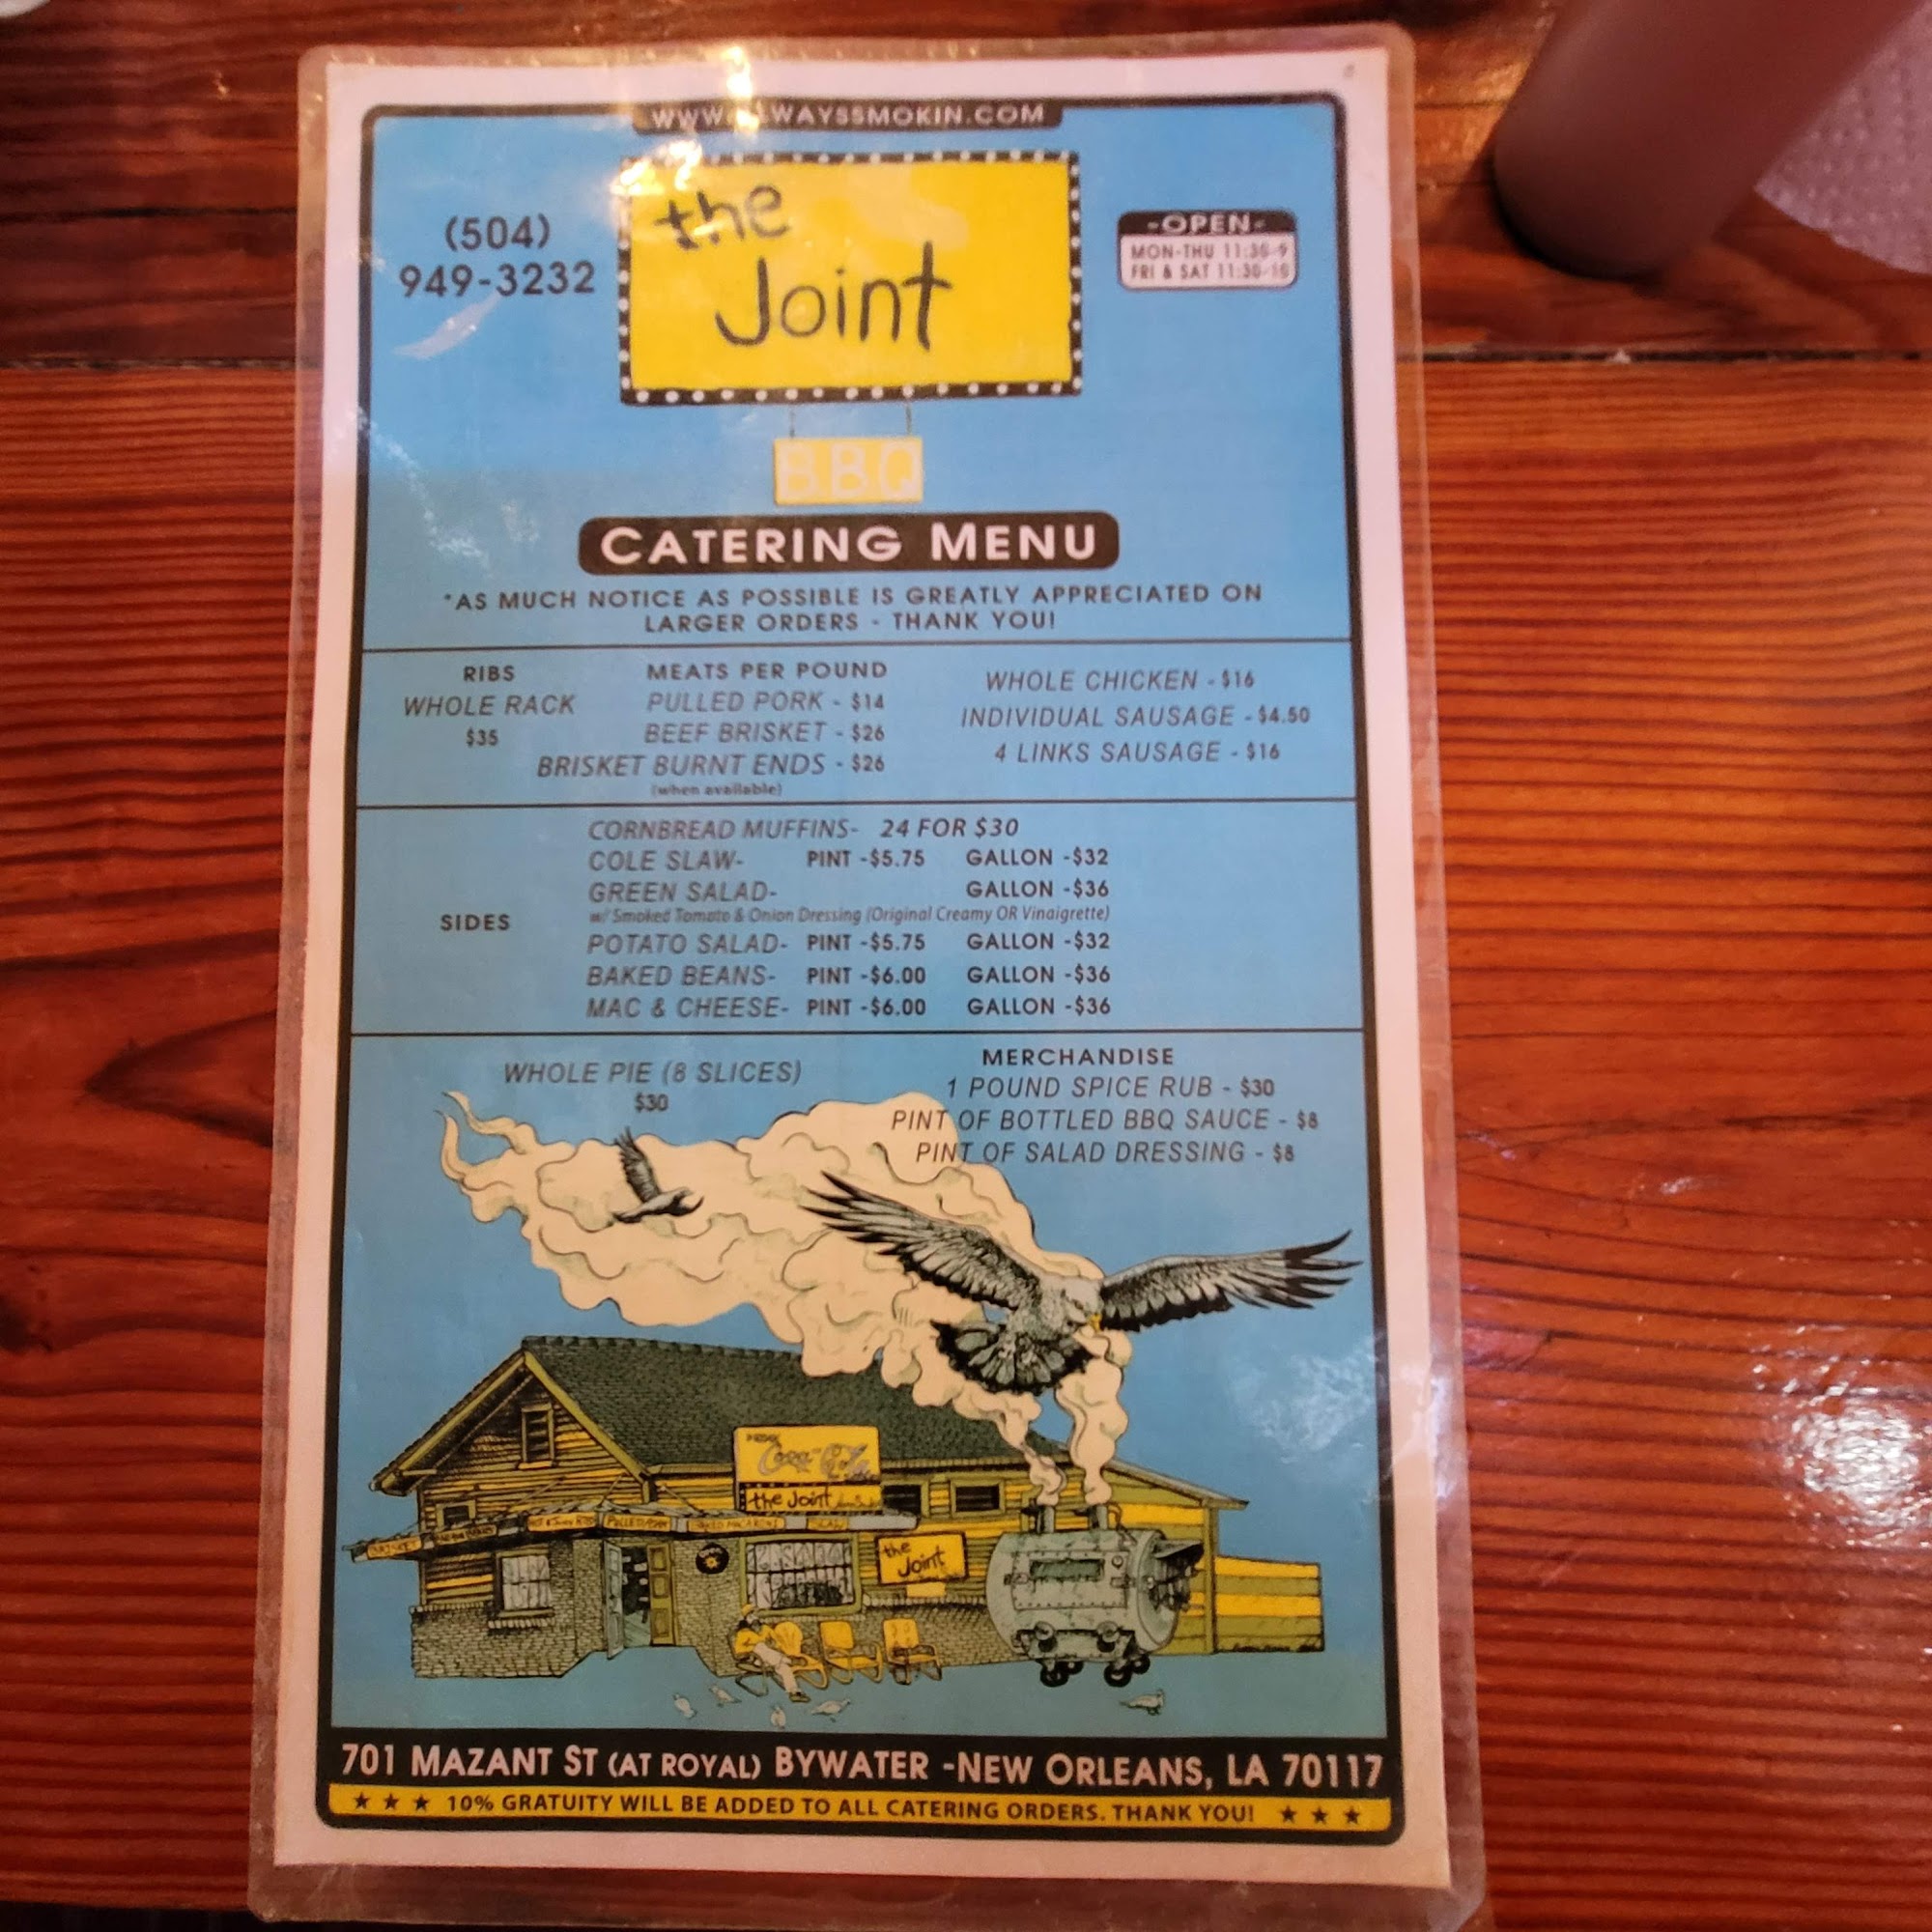 WWW.ALWAYSSMOKIN.COM
(504)
949-3232
the
Joint
-OPEN-
MON-THU 11:30-9
FRI & SAT 11:30-10
BBQ
CATERING MENU
*AS MUCH NOTICE AS POSSIBLE IS GREATLY APPRECIATED ON
LARGER ORDERS - THANK YOU!
RIBS
WHOLE RACK
$35
MEATS PER POUND
PULLED PORK - $14
BEEF BRISKET - $26
BRISKET BURNT ENDS - $26
(when available)
WHOLE CHICKEN - $16
INDIVIDUAL SAUSAGE - $4.50
4 LINKS SAUSAGE - $16
SIDES
CORNBREAD MUFFINS- 24 FOR $30
COLE SLAW- PINT -$5.75 GALLON -$32
GREEN SALAD- GALLON -$36
w/ Smoked Tomato & Onion Dressing (Original Creamy OR Vinaigrette)
POTATO SALAD- PINT -$5.75 GALLON -$32
BAKED BEANS- PINT -$6.00 GALLON -$36
MAC & CHEESE- PINT -$6.00 GALLON -$36
WHOLE PIE (8 SLICES)
$30
MERCHANDISE
1 POUND SPICE RUB - $30
PINT OF BOTTLED BBQ SAUCE - $8
PINT OF SALAD DRESSING - $8
Coca-Cola
the Joint
the
Joint
701 MAZANT ST (AT ROYAL) BYWATER -NEW ORLEANS, LA 70117
10% GRATUITY WILL BE ADDED TO ALL CATERING ORDERS. THANK YOU!